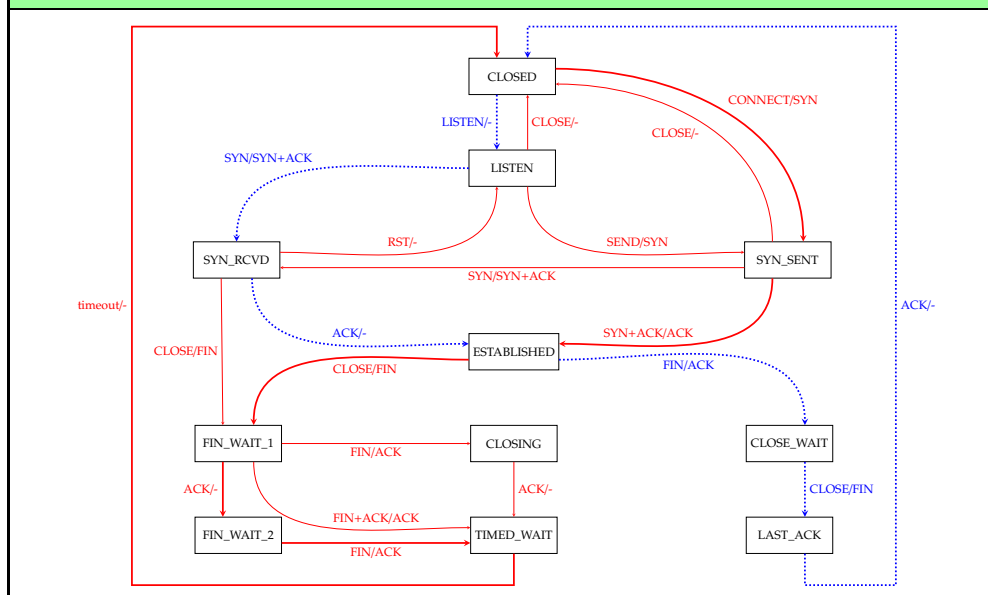 CLOSED
CONNECT/SYN
LISTEN/-
CLOSE/-
CLOSE/-
SYN/SYN+ACK
LISTEN
RST/-
SEND/SYN
SYN_RCVD
SYN_SENT
SYN/SYN+ACK
timeout/-
ACK/-
ACK/-
SYN+ACK/ACK
CLOSE/FIN
ESTABLISHED
CLOSE/FIN
FIN/ACK
FIN_WAIT_1
CLOSING
CLOSE_WAIT
FIN/ACK
ACK/-
ACK/-
CLOSE/FIN
FIN+ACK/ACK
FIN_WAIT_2
TIMED_WAIT
LAST_ACK
FIN/ACK